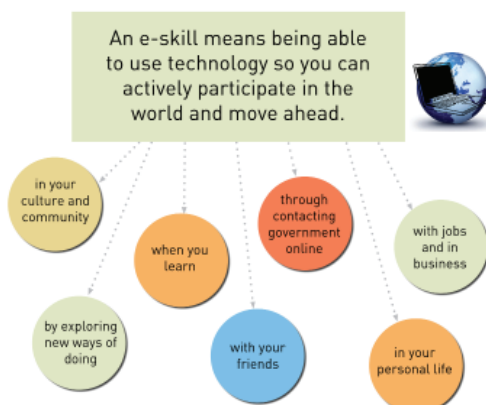 An e-skill means being able
to use technology so you can
actively participate in the
world and move ahead.
in your
culture and
community
when you
learn
through
contacting
government
online
with jobs
and in
business
by exploring
new ways of
doing
with your
friends
in your
personal life